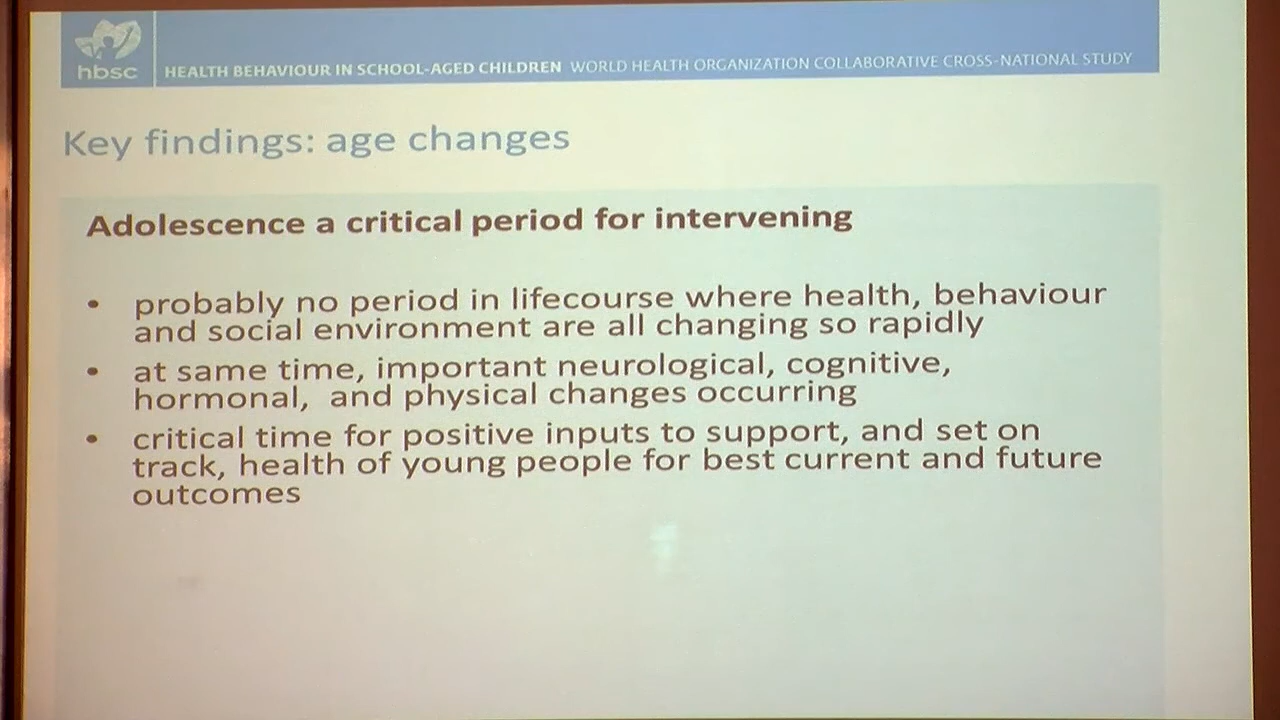 hbsc
HEALTH BEHAVIOUR IN SCHOOL-AGED CHILDREN WORLD HEALTH ORGANIZATION COLLABORATIVE CROSS-NATIONAL STUDY
Key findings: age changes
Adolescence a critical period for intervening
• probably no period in lifecourse where health, behaviour
and social environment are all changing so rapidly
• at same time, important neurological, cognitive,
hormonal, and physical changes occurring
• critical time for positive inputs to support, and set on
track, health of young people for best current and future
outcomes